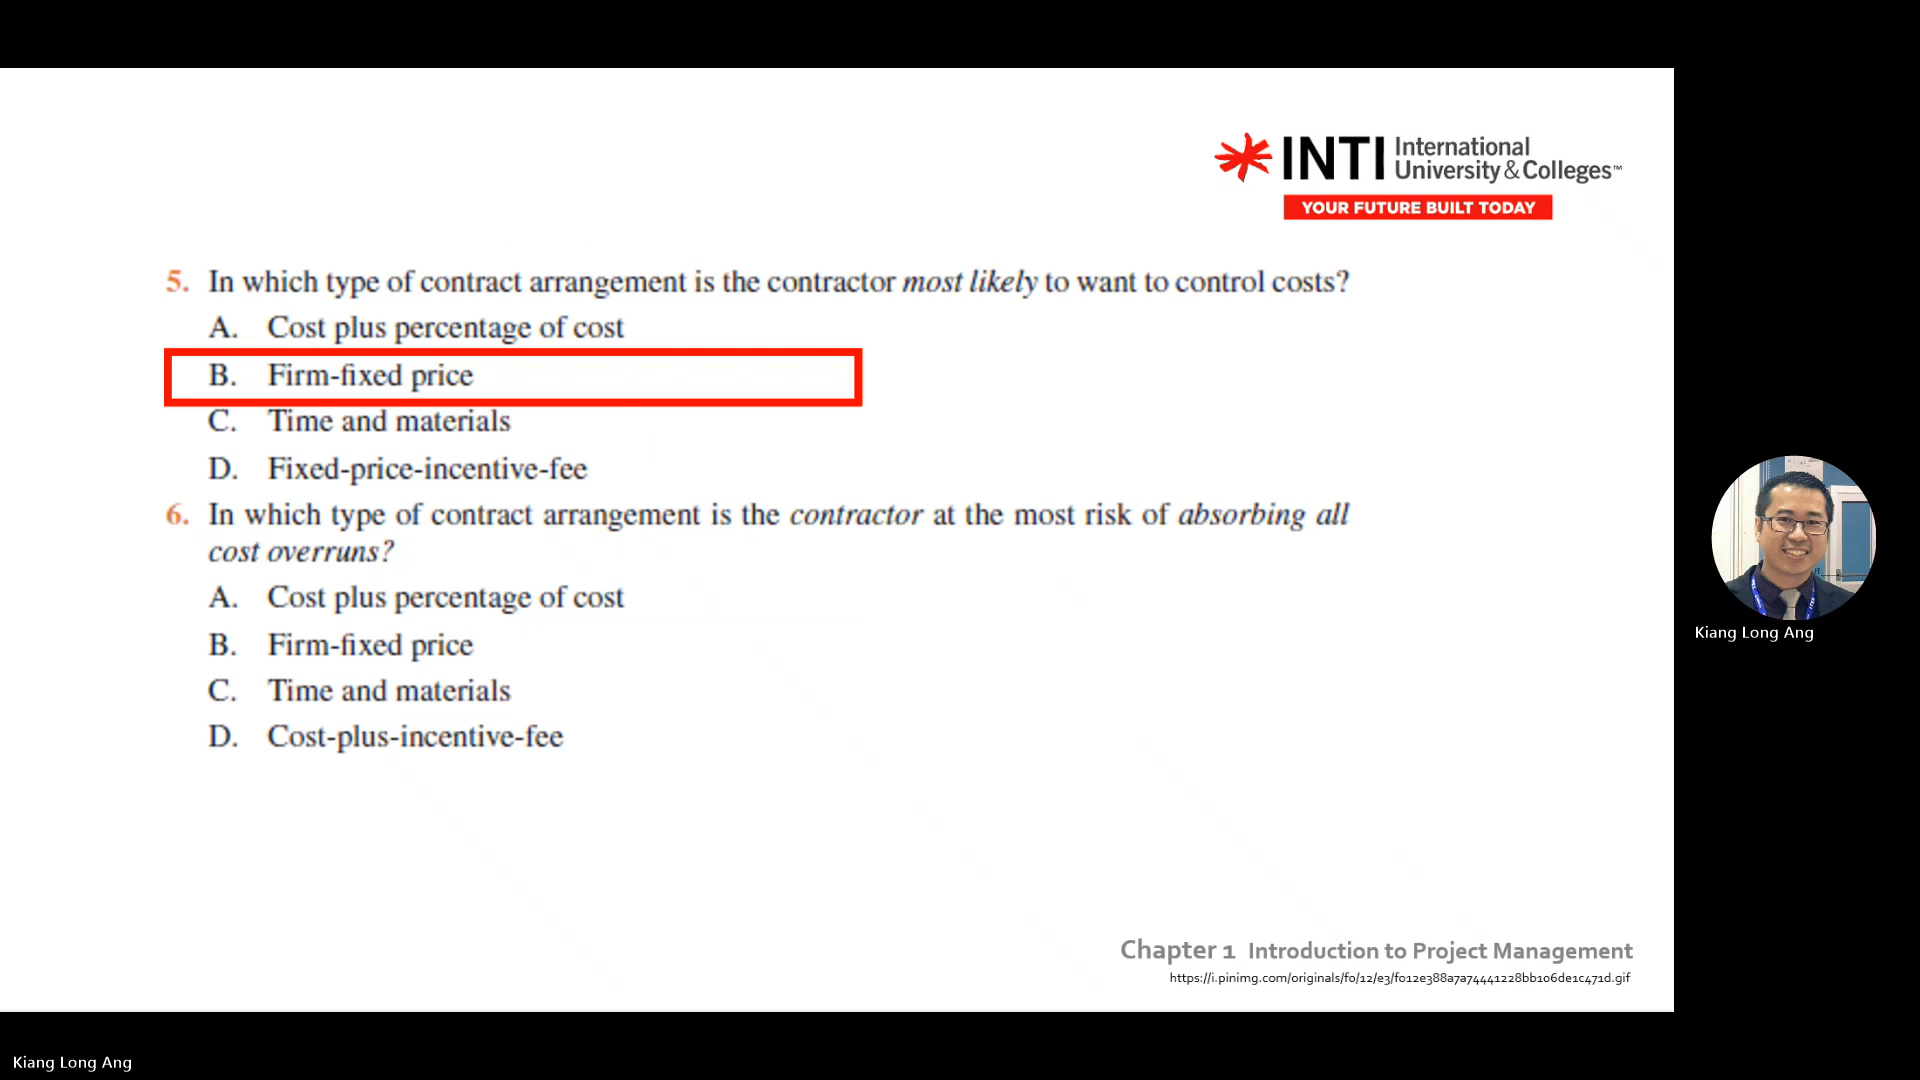 INTI International
University & Colleges™
YOUR FUTURE BUILT TODAY
5. In which type of contract arrangement is the contractor most likely to want to control costs?
A. Cost plus percentage of cost
B. Firm-fixed price
C. Time and materials
D. Fixed-price-incentive-fee
6. In which type of contract arrangement is the contractor at the most risk of absorbing all
cost overruns?
A. Cost plus percentage of cost
B. Firm-fixed price
C. Time and materials
D. Cost-plus-incentive-fee
Kiang Long Ang
Chapter 1 Introduction to Project Management
https://i.pinimg.com/originals/f0/12/e3/f012e388a7a74441228bb106de1c471d.gif
Kiang Long Ang